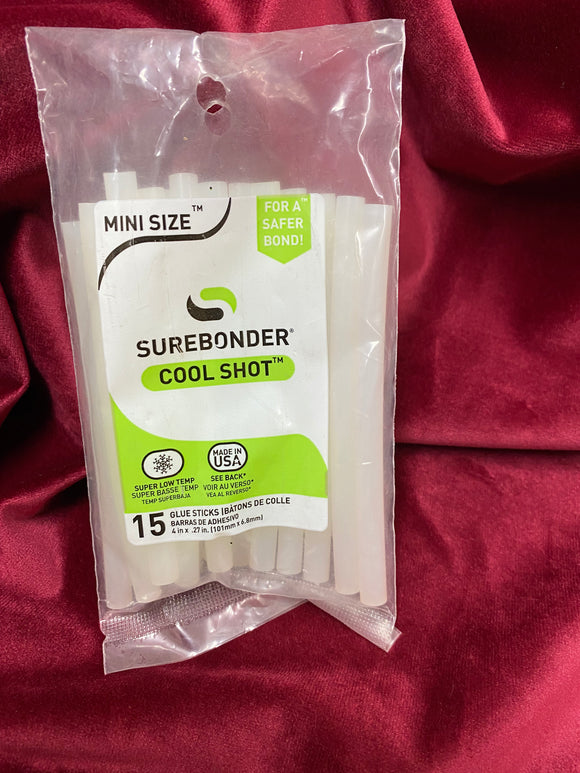 MINI SIZE™
FOR A™
SAFER
BOND!
SUREBONDER®
COOL SHOT™
SUPER LOW TEMP
SUPER BASSE TEMP
TEMP SUPERBAJA
MADE IN
USA
SEE BACK*
VOIR AU VERSO*
VEA AL REVERSO*
15 GLUE STICKS | BÂTONS DE COLLE
BARRAS DE ADHESIVO
4 in x .27 in. (101mm x 6.8mm)